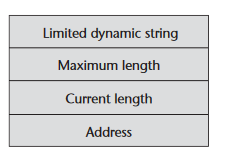 Limited dynamic string
Maximum length
Current length
Address